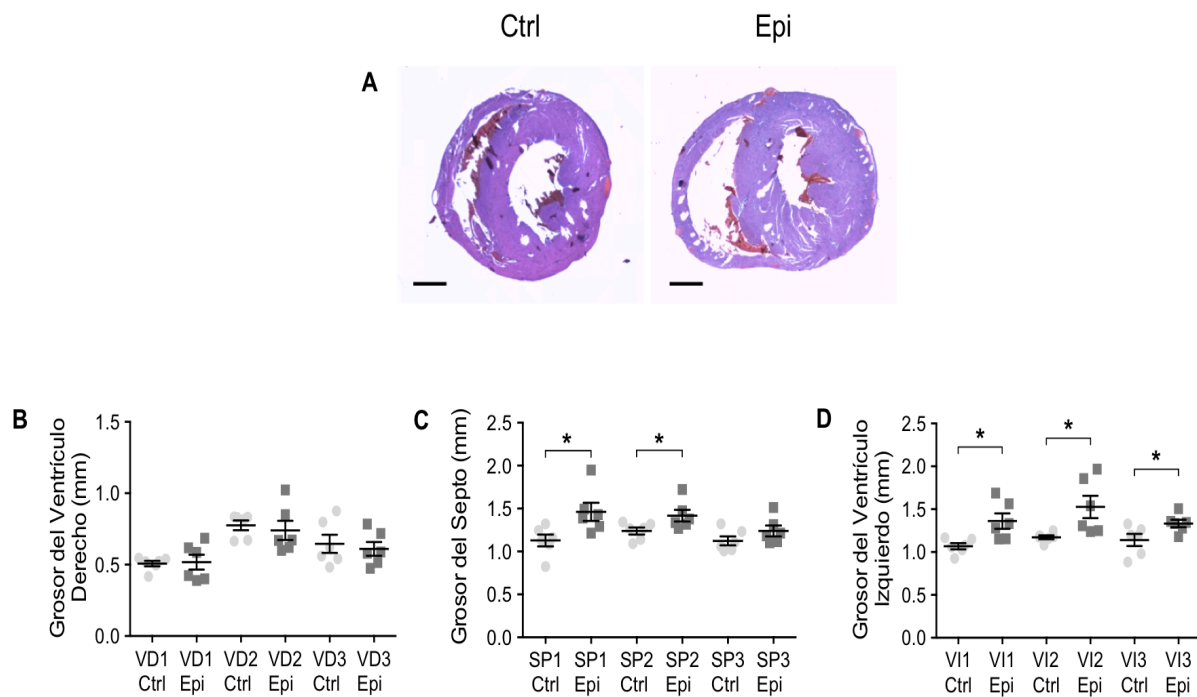 Ctrl Epi
A
B
Grosor del Ventrículo
Derecho (mm)
1.5
1.0
0.5
0.0
VD1 VD1 VD2 VD2 VD3 VD3
Ctrl Epi Ctrl Epi Ctrl Epi
C
Grosor del Septo (mm)
2.5
2.0
1.5
1.0
0.5
0.0
* *
SP1 SP1 SP2 SP2 SP3 SP3
Ctrl Epi Ctrl Epi Ctrl Epi
D
Grosor del Ventrículo
Izquierdo (mm)
2.5
2.0
1.5
1.0
0.5
0.0
* * *
VI1 VI1 VI2 VI2 VI3 VI3
Ctrl Epi Ctrl Epi Ctrl Epi